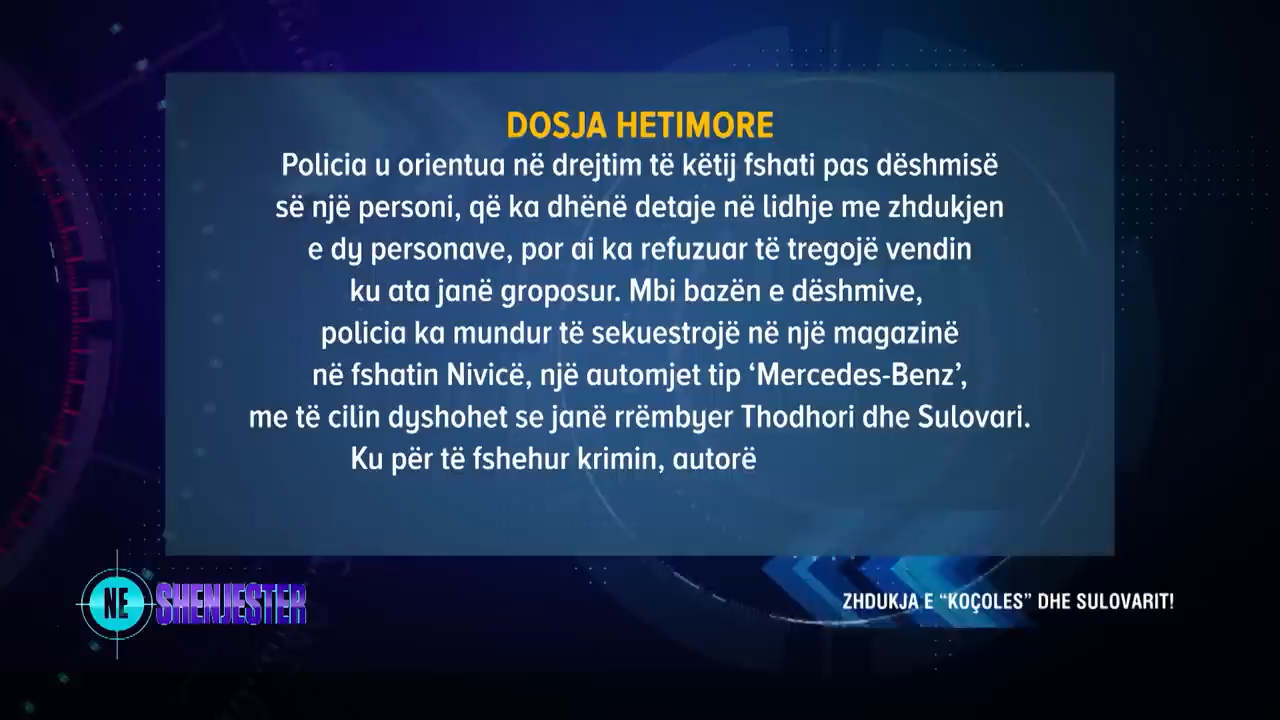 DOSJA HETIMORE
Policia u orientua në drejtim të këtij fshati pas dëshmisë
së një personi, që ka dhënë detaje në lidhje me zhdukjen
e dy personave, por ai ka refuzuar të tregojë vendin
ku ata janë groposur. Mbi bazën e dëshmive,
policia ka mundur të sekuestrojë në një magazinë
në fshatin Nivicë, një automjet tip ‘Mercedes-Benz’,
me të cilin dyshohet se janë rrëmbyer Thodhori dhe Sulovari.
Ku për të fshehur krimin, autorë
NE SHENJESTER
ZHDUKJA E “KOÇOLES” DHE SULOVARIT!